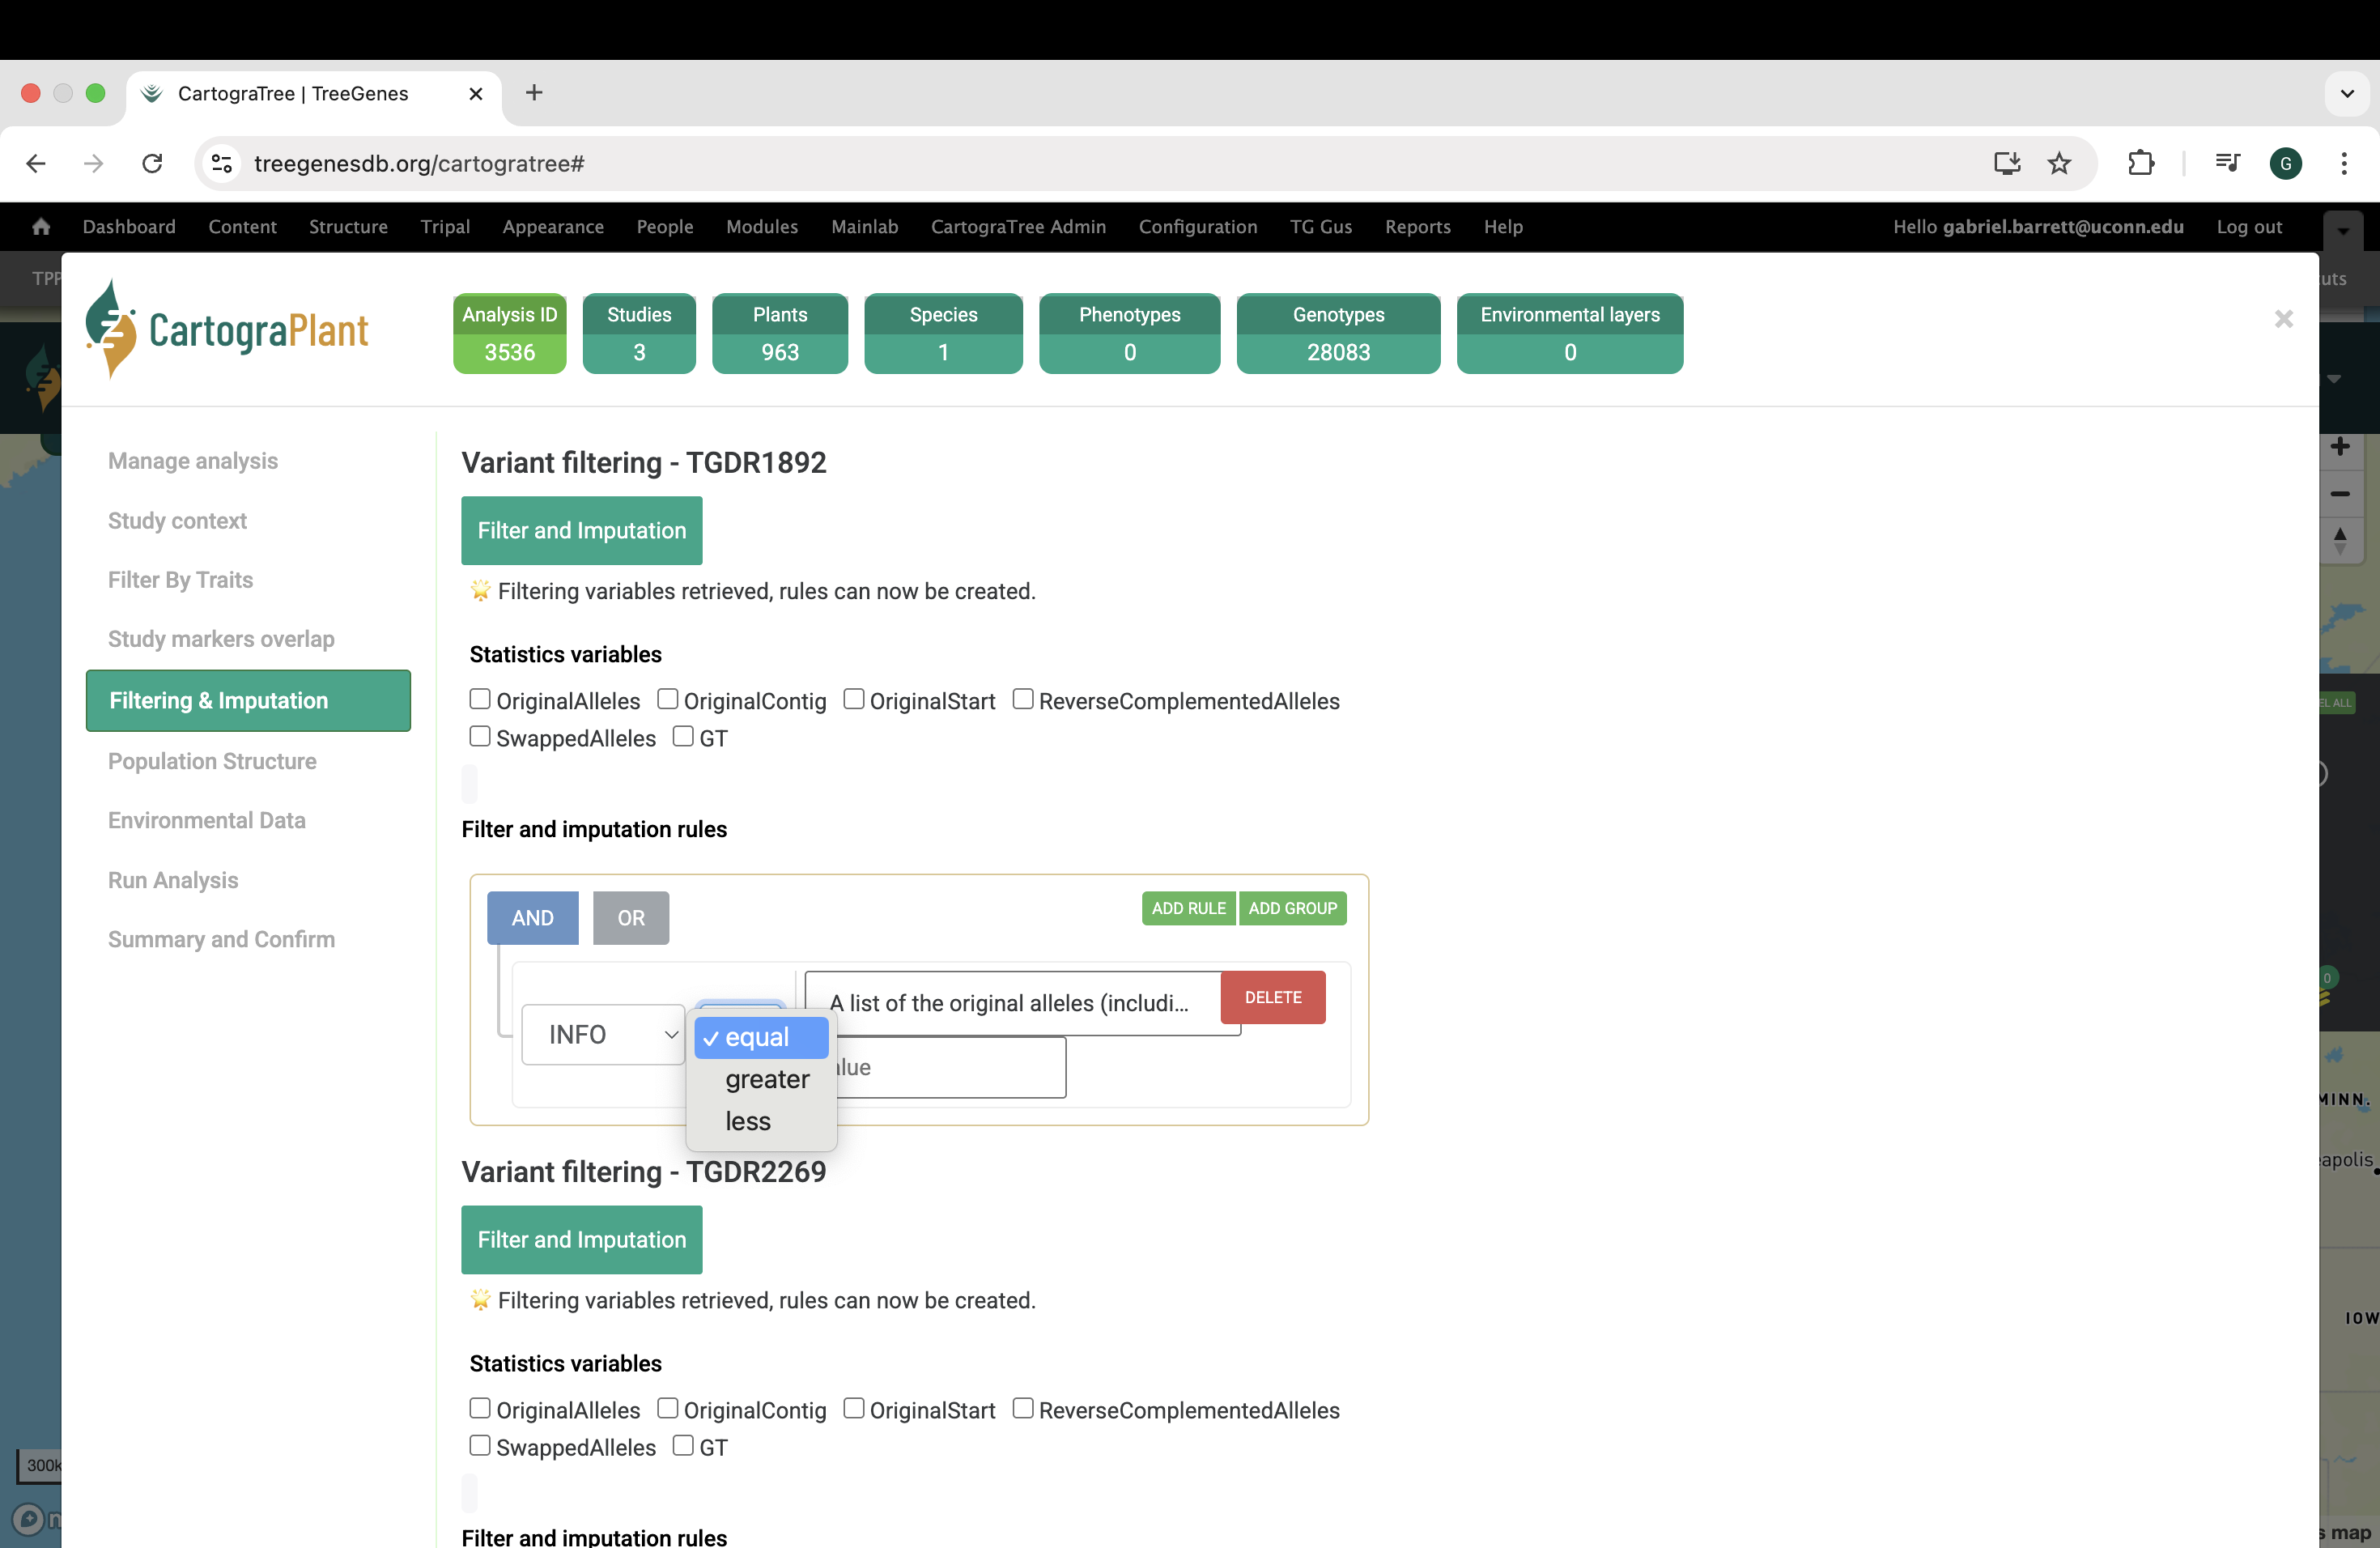 CartograTree | TreeGenes
treegenesdb.org/cartogratree#
G
Dashboard Content Structure Tripal Appearance People Modules Mainlab CartograTree Admin Configuration TG Gus Reports Help Hello gabriel.barrett@uconn.edu Log out
CartograPlant
Analysis ID Studies Plants Species Phenotypes Genotypes Environmental layers
3536 3 963 1 0 28083 0
Manage analysis
Study context
Filter By Traits
Study markers overlap
Filtering & Imputation
Population Structure
Environmental Data
Run Analysis
Summary and Confirm
Variant filtering - TGDR1892
Filter and Imputation
Filtering variables retrieved, rules can now be created.
Statistics variables
OriginalAlleles OriginalContig OriginalStart ReverseComplementedAlleles
SwappedAlleles GT
Filter and imputation rules
AND OR ADD RULE ADD GROUP
A list of the original alleles (includi... DELETE
INFO
equal
greater
less
Variant filtering - TGDR2269
Filter and Imputation
Filtering variables retrieved, rules can now be created.
Statistics variables
OriginalAlleles OriginalContig OriginalStart ReverseComplementedAlleles
SwappedAlleles GT
Filter and imputation rules
0
MINN.
map